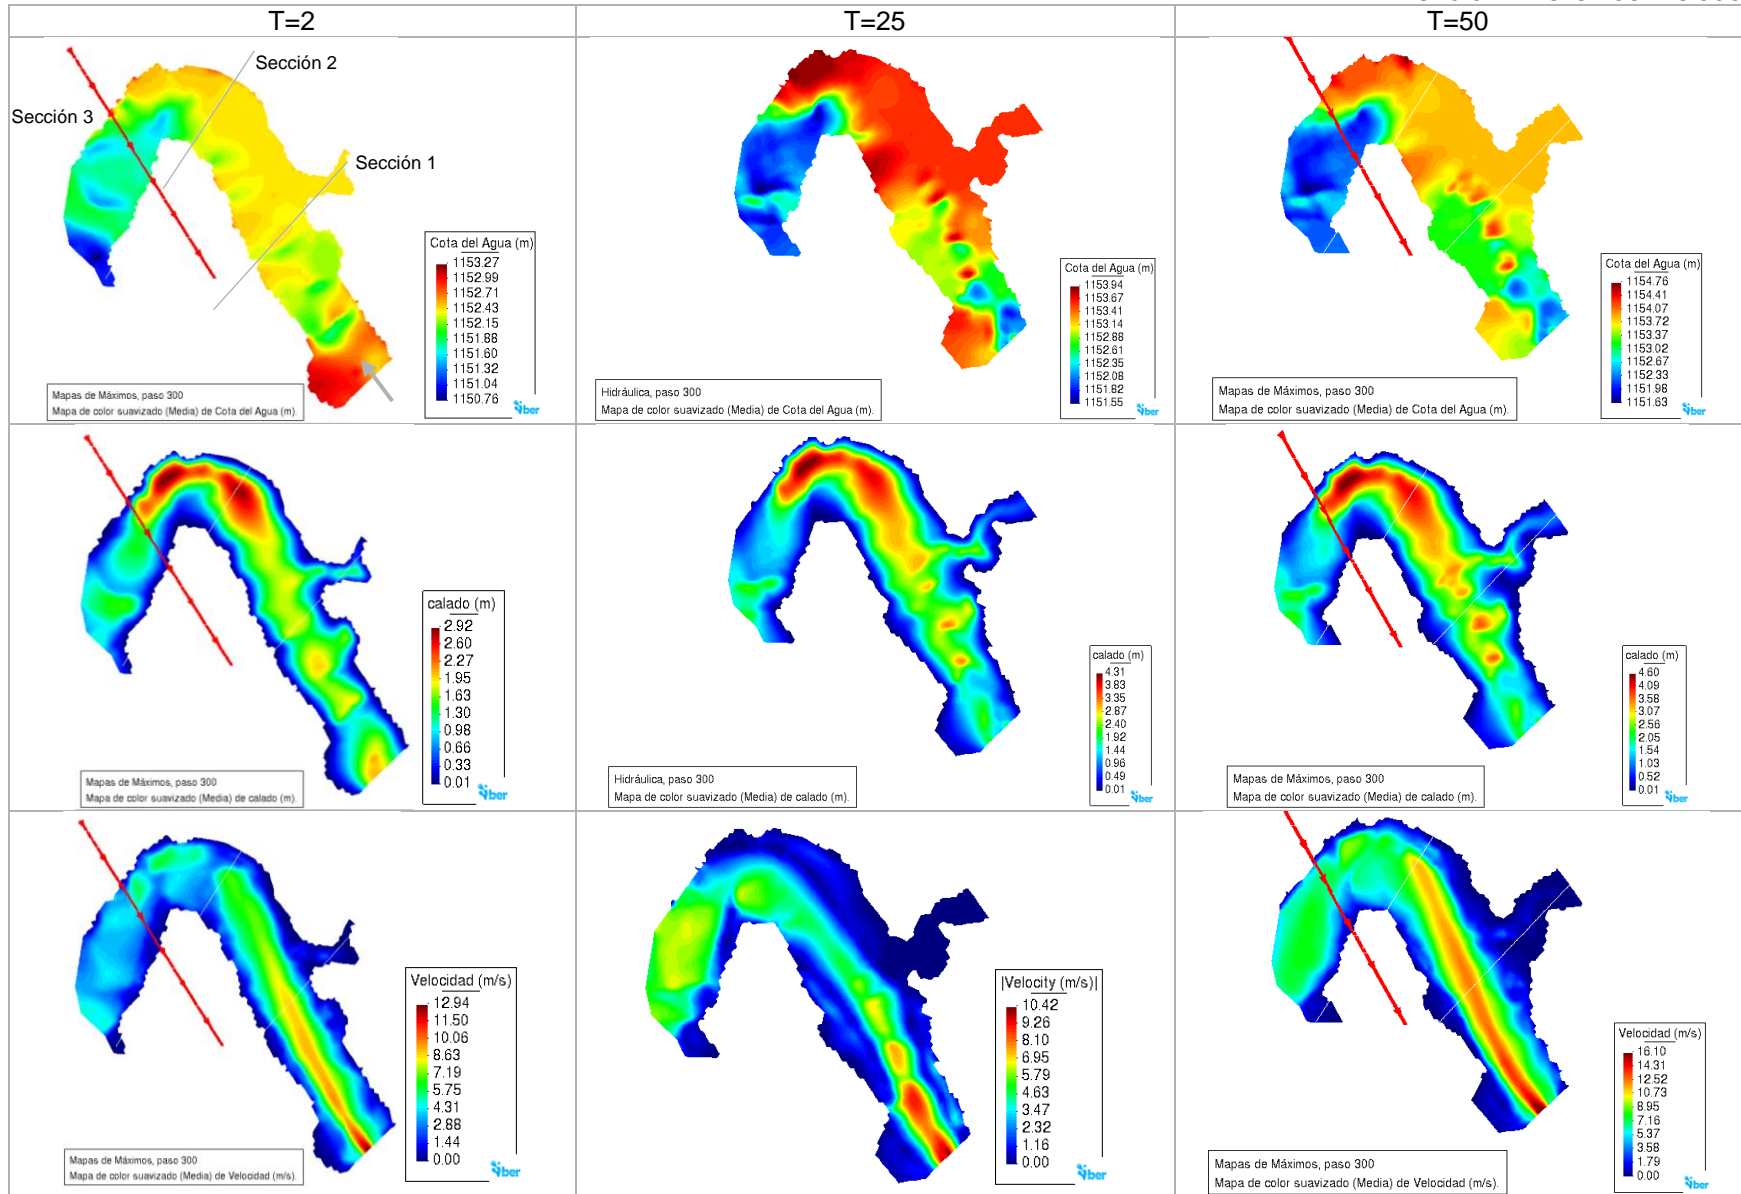 T=2
T=25
T=50
Sección 2
Sección 3
Sección 1
Cota del Agua (m)
1153.27
1152.99
1152.71
1152.43
1152.15
1151.88
1151.60
1151.32
1151.04
1150.76
Mapas de Máximos, paso 300
Mapa de color suavizado (Media) de Cota del Agua (m).
iber
Cota del Agua (m)
1153.94
1153.67
1153.41
1153.14
1152.88
1152.61
1152.35
1152.08
1151.82
1151.55
Hidráulica, paso 300
Mapa de color suavizado (Media) de Cota del Agua (m).
iber
Cota del Agua (m)
1154.76
1154.41
1154.07
1153.72
1153.37
1153.02
1152.67
1152.33
1151.98
1151.63
Mapas de Máximos, paso 300
Mapa de color suavizado (Media) de Cota del Agua (m).
iber
calado (m)
2.92
2.60
2.27
1.95
1.63
1.30
0.98
0.66
0.33
0.01
Mapas de Máximos, paso 300
Mapa de color suavizado (Media) de calado (m).
iber
calado (m)
4.31
3.83
3.35
2.87
2.40
1.92
1.44
0.96
0.49
0.01
Hidráulica, paso 300
Mapa de color suavizado (Media) de calado (m).
iber
calado (m)
4.60
4.09
3.58
3.07
2.56
2.05
1.54
1.03
0.52
0.01
Mapas de Máximos, paso 300
Mapa de color suavizado (Media) de calado (m).
iber
Velocidad (m/s)
12.94
11.50
10.06
8.63
7.19
5.75
4.31
2.88
1.44
0.00
Mapas de Máximos, paso 300
Mapa de color suavizado (Media) de Velocidad (m/s).
iber
|Velocity (m/s)|
10.42
9.26
8.10
6.95
5.79
4.63
3.47
2.32
1.16
0.00
iber
Velocidad (m/s)
16.10
14.31
12.52
10.73
8.95
7.16
5.37
3.58
1.79
0.00
Mapas de Máximos, paso 300
Mapa de color suavizado (Media) de Velocidad (m/s).
iber